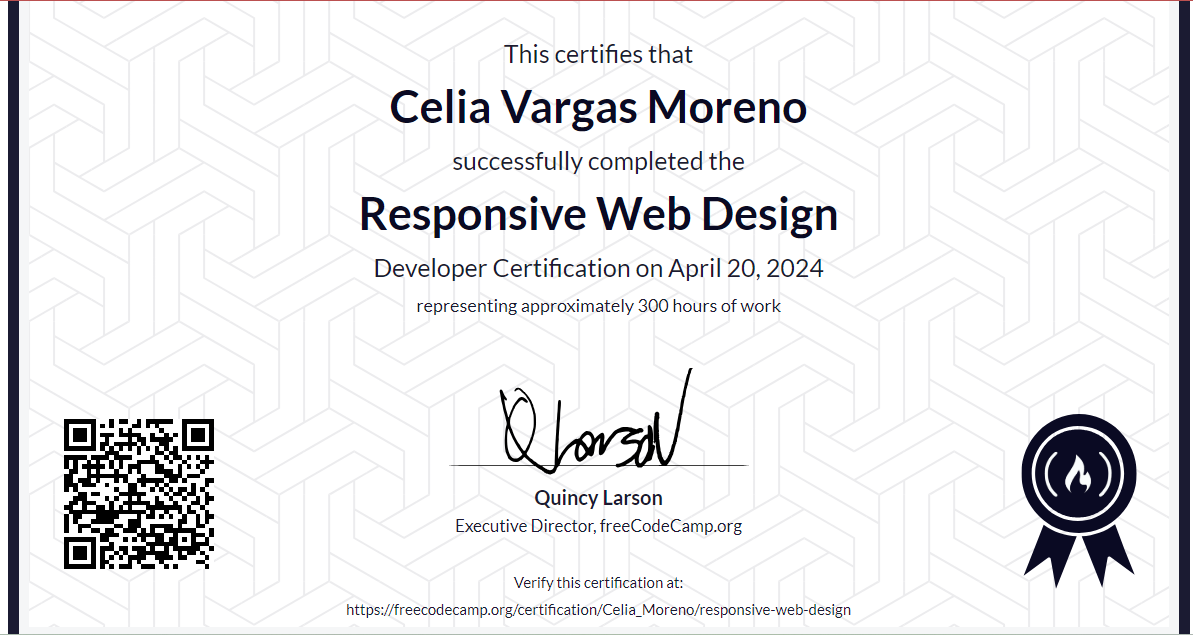 This certifies that
Celia Vargas Moreno
successfully completed the
Responsive Web Design
Developer Certification on April 20, 2024
representing approximately 300 hours of work
Q Larson
Quincy Larson
Executive Director, freeCodeCamp.org
Verify this certification at:
https://freecodecamp.org/certification/Celia_Moreno/responsive-web-design